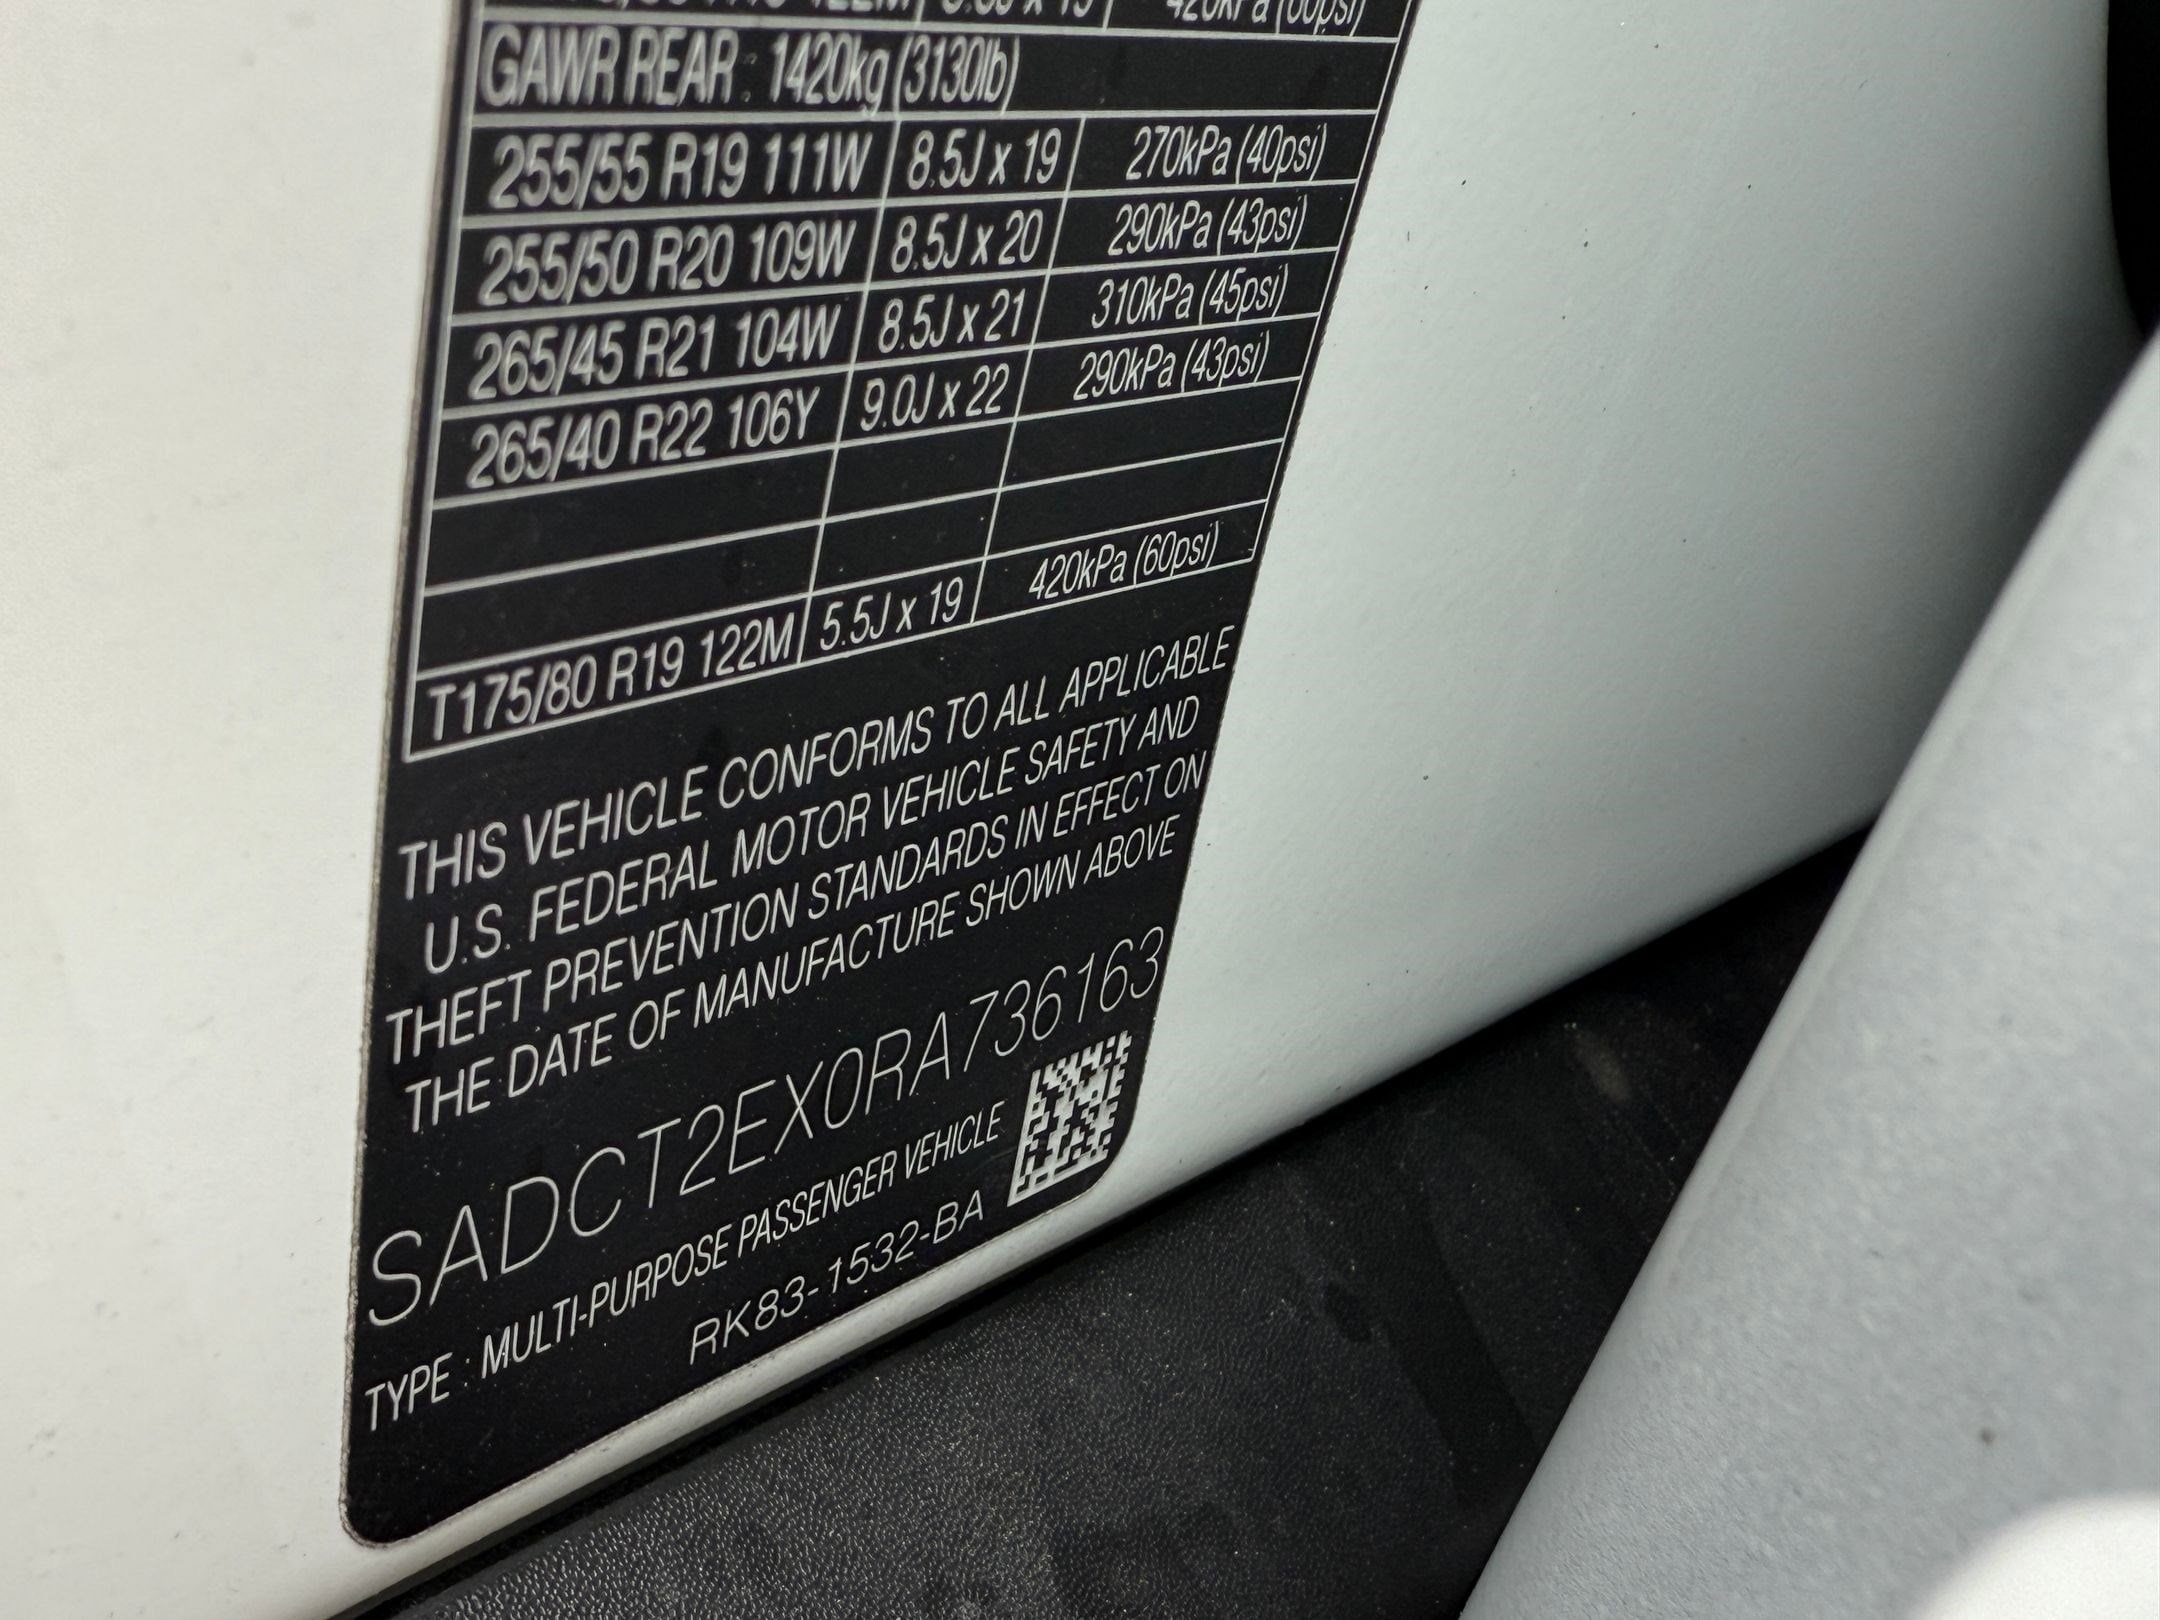 420kPa (60psi)
GAWR REAR : 1420kg (3130lb)
255/55 R19 111W 8.5J x 19 270kPa (40psi)
255/50 R20 109W 8.5J x 20 290kPa (43psi)
265/45 R21 104W 8.5J x 21 310kPa (45psi)
265/40 R22 106Y 9.0J x 22 290kPa (43psi)
T175/80 R19 122M 5.5J x 19 420kPa (60psi)
THIS VEHICLE CONFORMS TO ALL APPLICABLE
U.S. FEDERAL MOTOR VEHICLE SAFETY AND
THEFT PREVENTION STANDARDS IN EFFECT ON
THE DATE OF MANUFACTURE SHOWN ABOVE
SADCT2EX0RA736163
TYPE : MULTI-PURPOSE PASSENGER VEHICLE
RK83-1532-BA